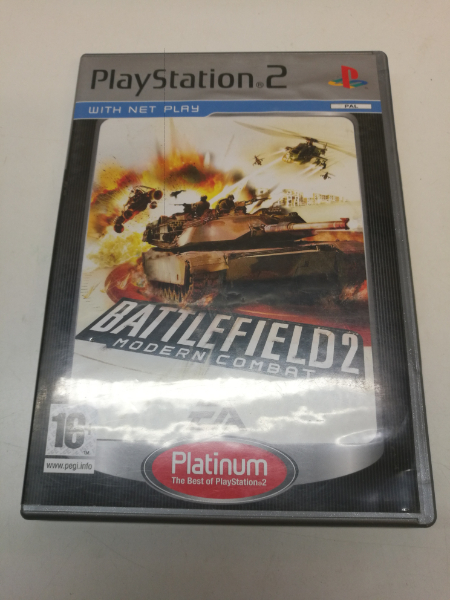 PlayStation®2
WITH NET PLAY
PAL
BATTLEFIELD 2
MODERN COMBAT
EA
16+
www.pegi.info
Platinum
The Best of PlayStation®2